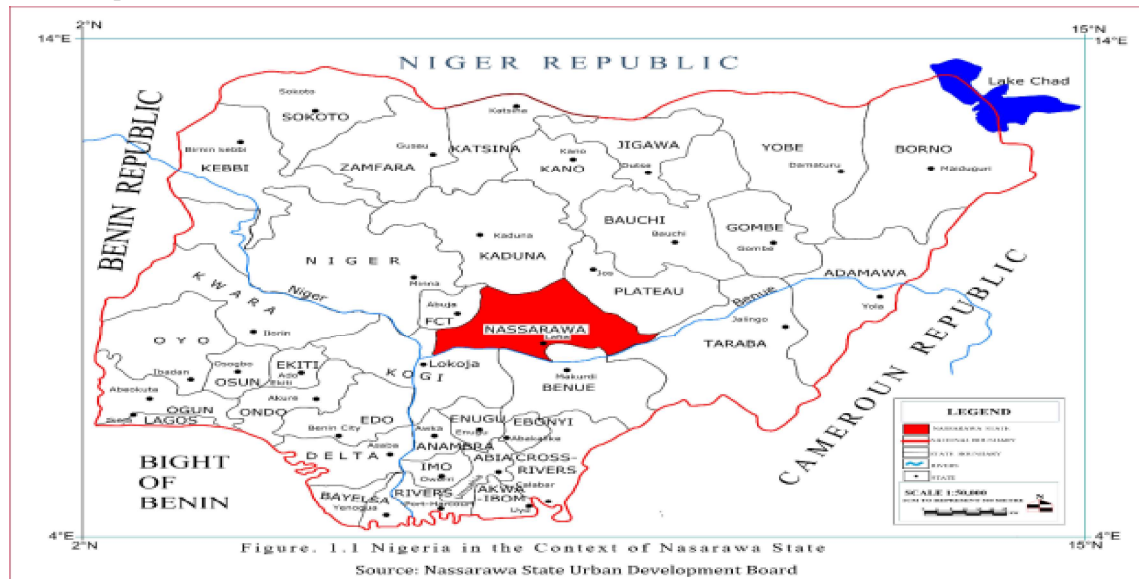 2°N
15°N
14°E
14°E
NIGER REPUBLIC
Lake Chad
BENIN REPUBLIC
Sokoto
SOKOTO
Katsina
Birnin Kebbi
KEBBI
Gusau
KATSINA
ZAMFARA
Kano
KANO
JIGAWA
Dutse
YOBE
Damaturu
BORNO
Maiduguri
BAUCHI
Bauchi
GOMBE
Gombe
Kaduna
KADUNA
NIGER
Minna
Jos
PLATEAU
ADAMAWA
Yola
KWARA
Niger
Abuja
FCT
NASSARAWA
Lafia
Benue
Jalingo
TARABA
CAMEROUN REPUBLIC
Ilorin
OYO
Ibadan
Osogbo
OSUN
EKITI
Ado
Ekiti
KOGI
Lokoja
Makurdi
BENUE
Abeokuta
OGUN
LAGOS
ONDO
Akure
EDO
Benin City
ENUGU
Enugu
EBONYI
Abakalike
Awka
ANAMBRA
Asaba
DELTA
IMO
Owerri
ABIA
CROSS-
RIVERS
Calabar
AKWA
-IBOM
Uyo
BAYELSA
Yenogua
RIVERS
Port-Harcourt
BIGHT
OF
BENIN
LEGEND
NASSARAWA STATE
NATIONAL BOUNDARY
STATE BOUNDARY
RIVERS
STATE
SCALE 1:50,000
4°E
2°N
4°E
15°N
Figure. 1.1 Nigeria in the Context of Nasarawa State
Source: Nassarawa State Urban Development Board